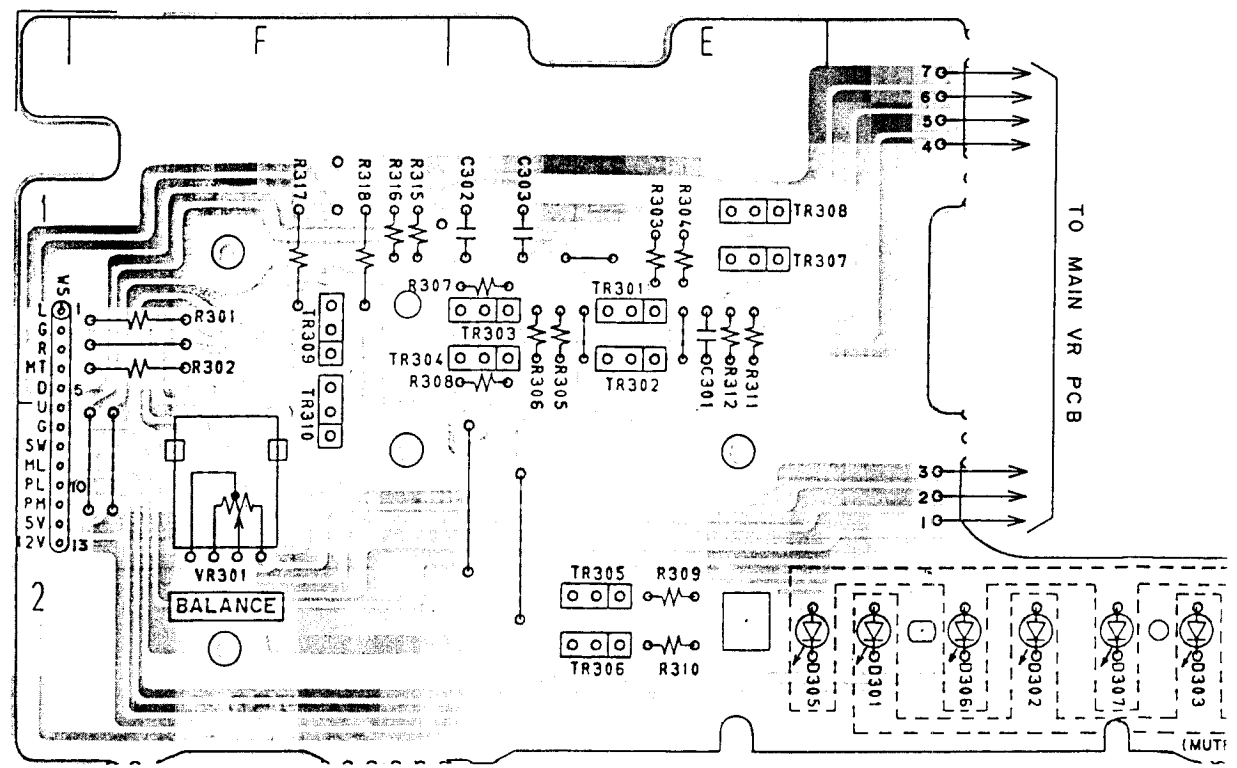 F
E
7
6
5
4
R317
R318
R316
R315
C302
C303
R303
R304
TR308
TR307
TO MAIN VR PCB
1
W5
L
G
R
MT
D
U
G
SW
ML
PL
PM
5V
12V
1
5
10
13
R301
R302
TR309
TR310
R307
TR303
TR304
R308
R306
R305
TR301
TR302
C301
R312
R311
3
2
1
VR301
BALANCE
2
TR305
R309
TR306
R310
D305
D301
D306
D302
D307
D303